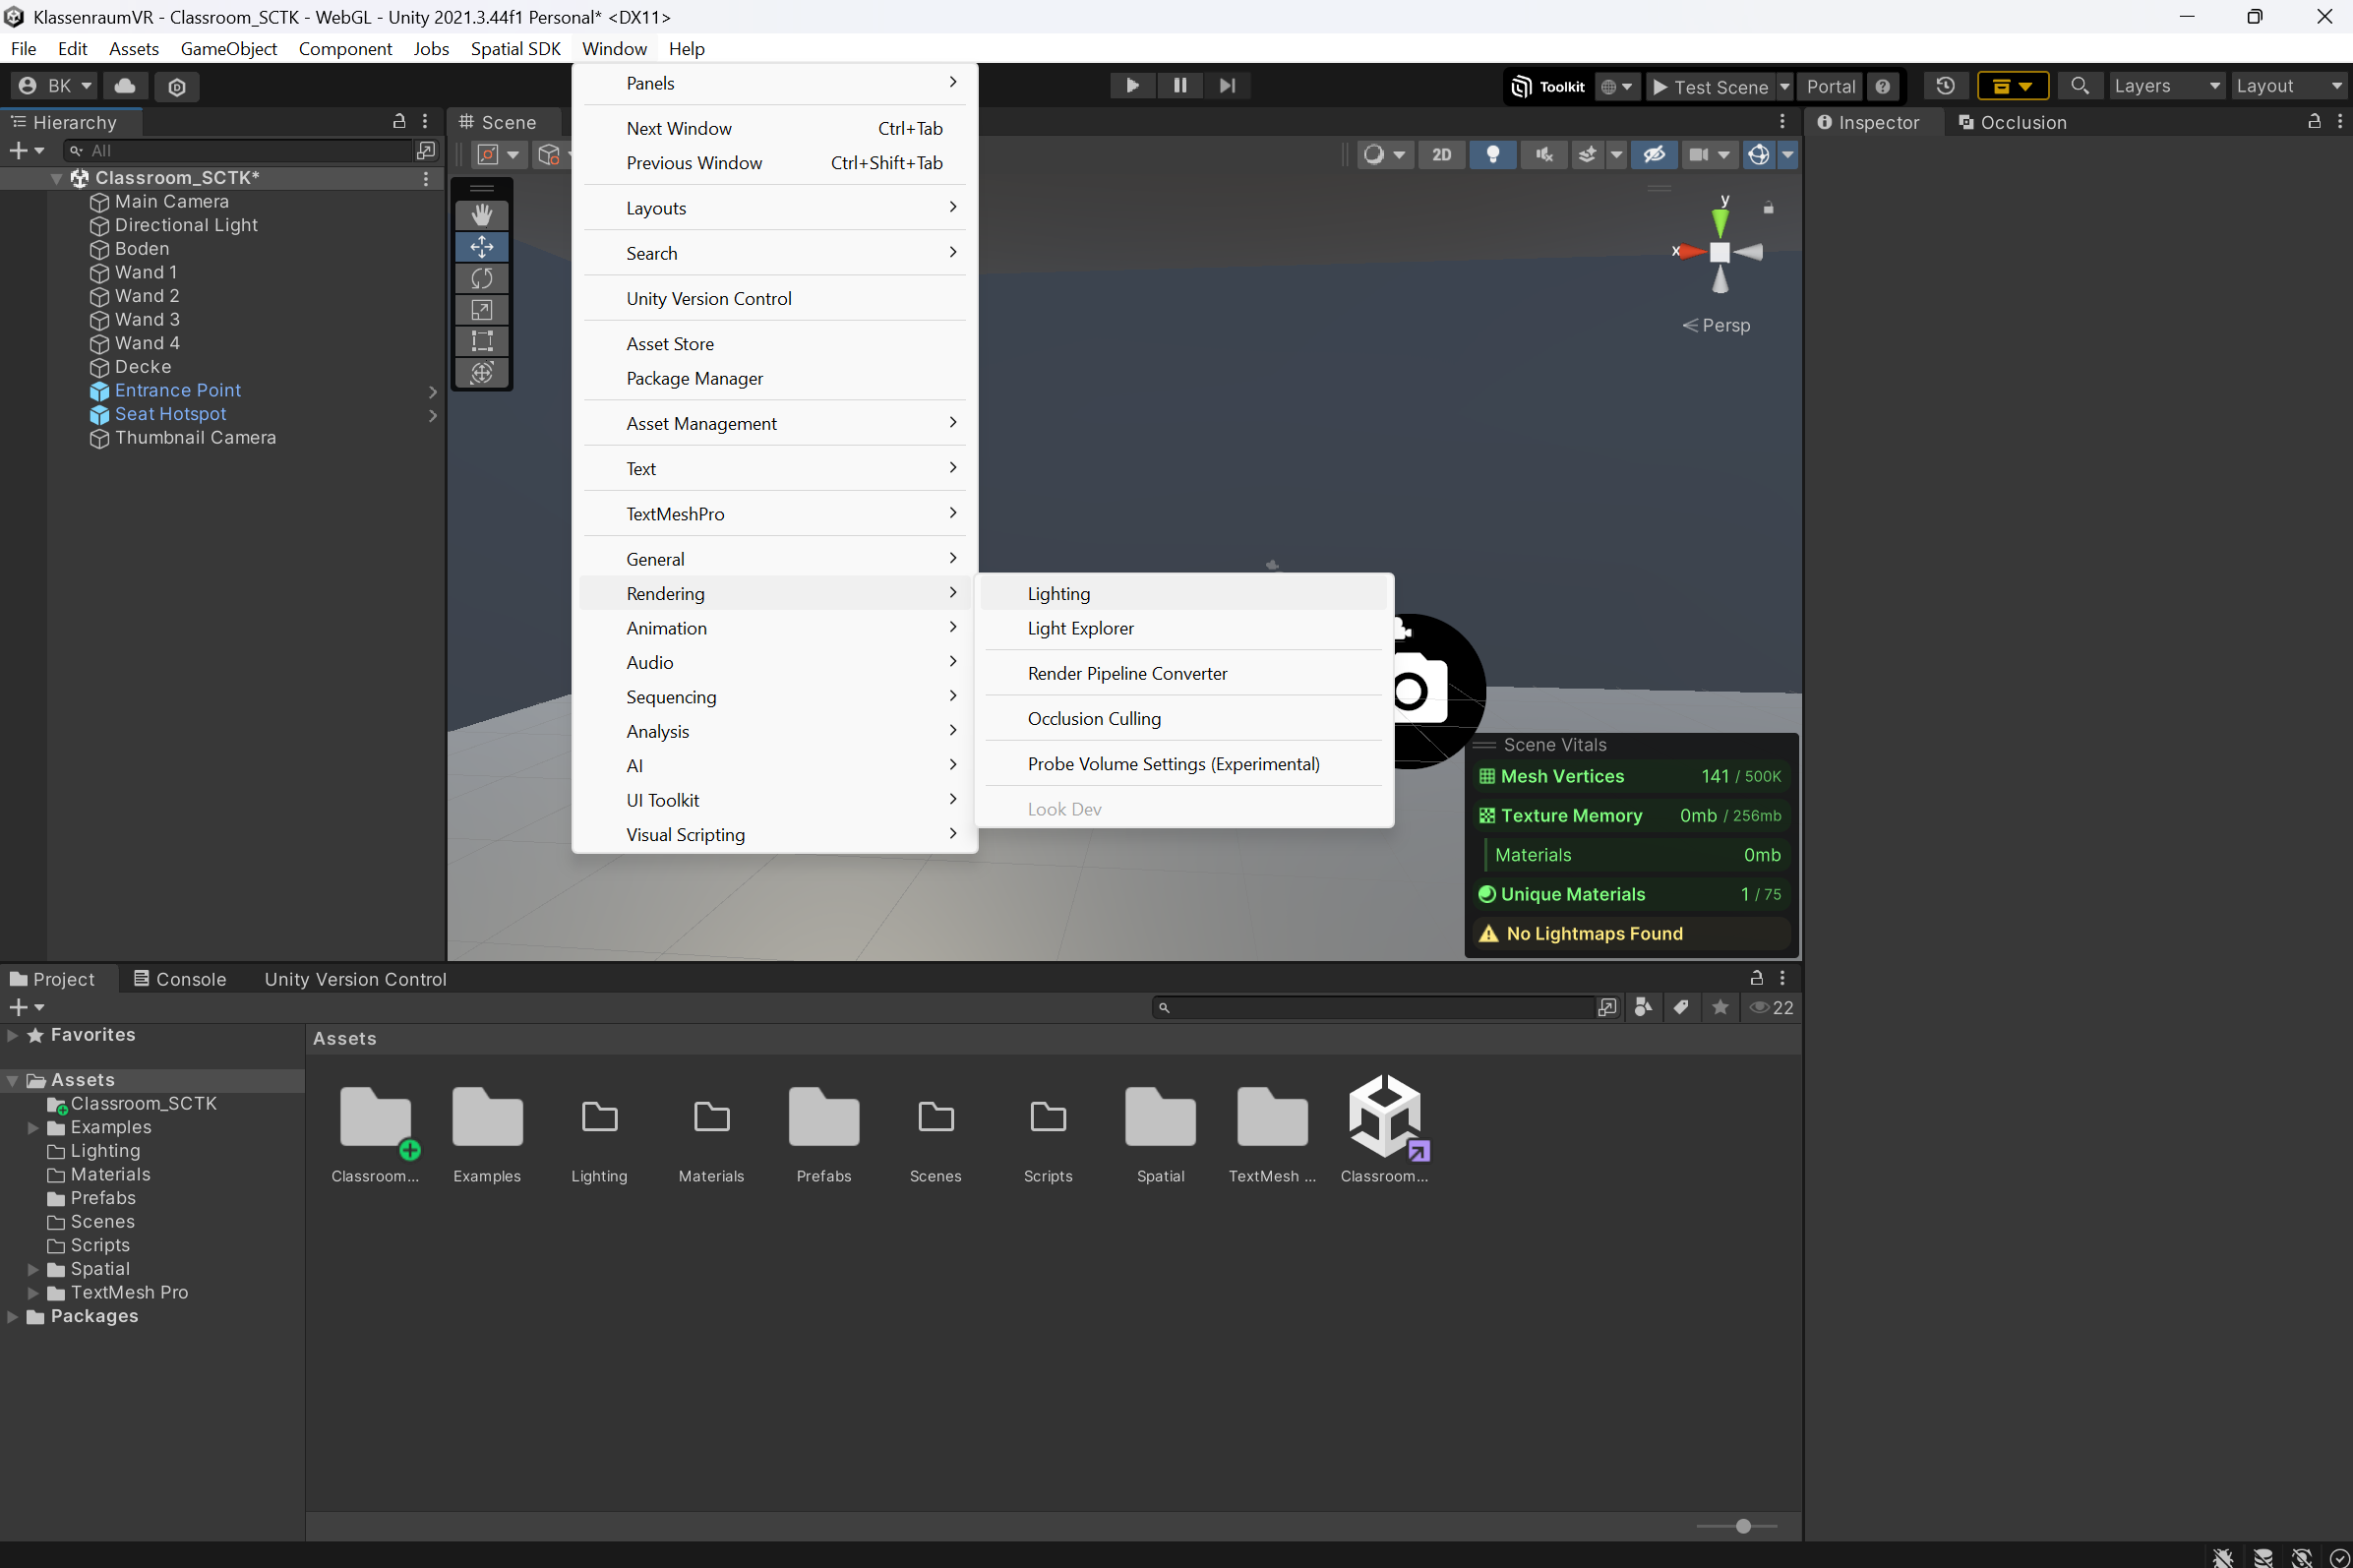 KlassenraumVR - Classroom_SCTK - WebGL - Unity 2021.3.44f1 Personal* <DX11>
File Edit Assets GameObject Component Jobs Spatial SDK Window Help
BK
Toolkit Test Scene Portal Layers Layout
Hierarchy
All
Classroom_SCTK*
Main Camera
Directional Light
Boden
Wand 1
Wand 2
Wand 3
Wand 4
Decke
Entrance Point
Seat Hotspot
Thumbnail Camera
Scene
2D
Panels
Next Window Ctrl+Tab
Previous Window Ctrl+Shift+Tab
Layouts
Search
Unity Version Control
Asset Store
Package Manager
Asset Management
Text
TextMeshPro
General
Rendering
Animation
Audio
Sequencing
Analysis
AI
UI Toolkit
Visual Scripting
Lighting
Light Explorer
Render Pipeline Converter
Occlusion Culling
Probe Volume Settings (Experimental)
Look Dev
y
x
Persp
Scene Vitals
Mesh Vertices 141 / 500K
Texture Memory 0mb / 256mb
Materials 0mb
Unique Materials 1 / 75
No Lightmaps Found
Inspector Occlusion
Project Console Unity Version Control
22
Favorites
Assets
Classroom_SCTK
Examples
Lighting
Materials
Prefabs
Scenes
Scripts
Spatial
TextMesh Pro
Packages
Assets
Classroom... Examples Lighting Materials Prefabs Scenes Scripts Spatial TextMesh ... Classroom...